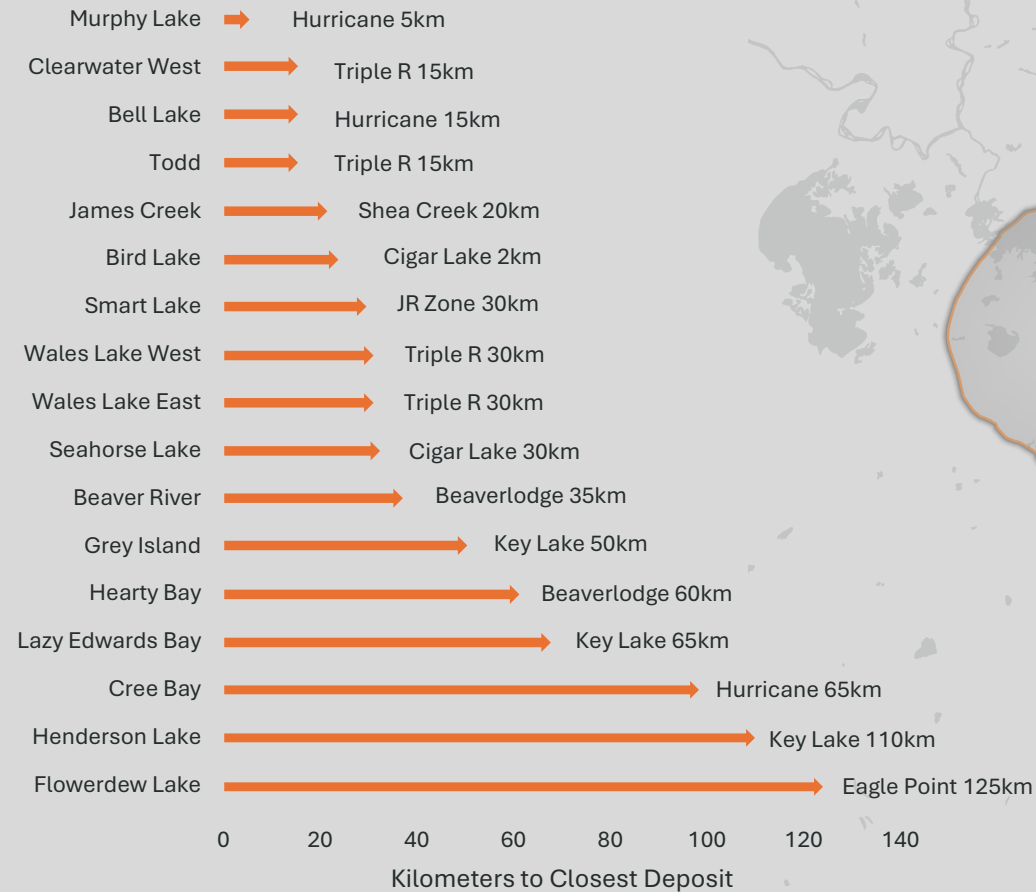 Murphy Lake Hurricane 5km
Clearwater West Triple R 15km
Bell Lake Hurricane 15km
Todd Triple R 15km
James Creek Shea Creek 20km
Bird Lake Cigar Lake 2km
Smart Lake JR Zone 30km
Wales Lake West Triple R 30km
Wales Lake East Triple R 30km
Seahorse Lake Cigar Lake 30km
Beaver River Beaverlodge 35km
Grey Island Key Lake 50km
Hearty Bay Beaverlodge 60km
Lazy Edwards Bay Key Lake 65km
Cree Bay Hurricane 65km
Henderson Lake Key Lake 110km
Flowerdew Lake Eagle Point 125km
0 20 40 60 80 100 120 140
Kilometers to Closest Deposit